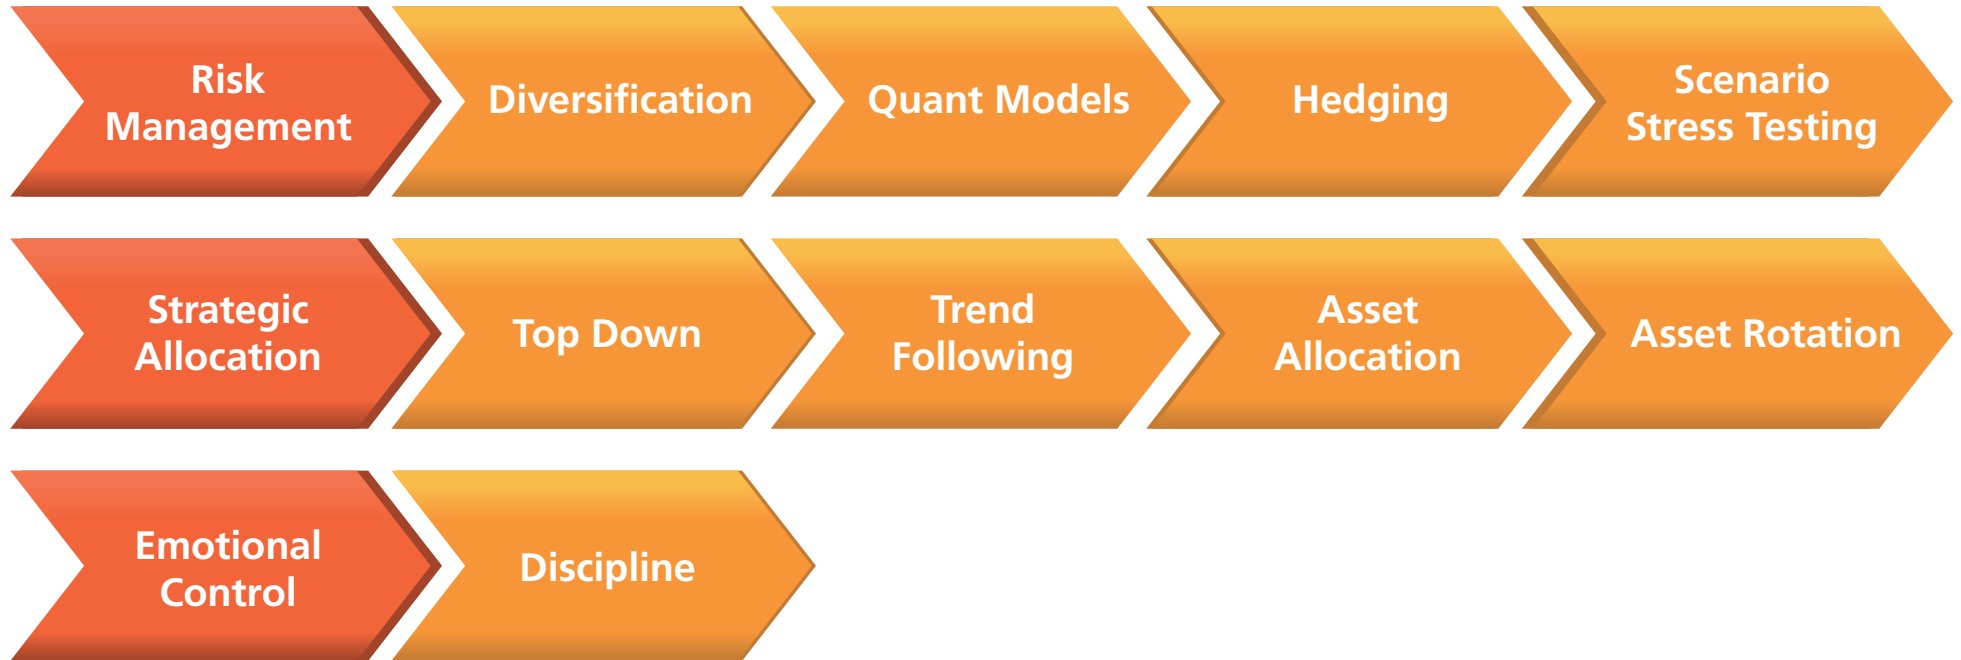 Risk
Management
Diversification
Quant Models
Hedging
Scenario
Stress Testing
Strategic
Allocation
Top Down
Trend
Following
Asset
Allocation
Asset Rotation
Emotional
Control
Discipline